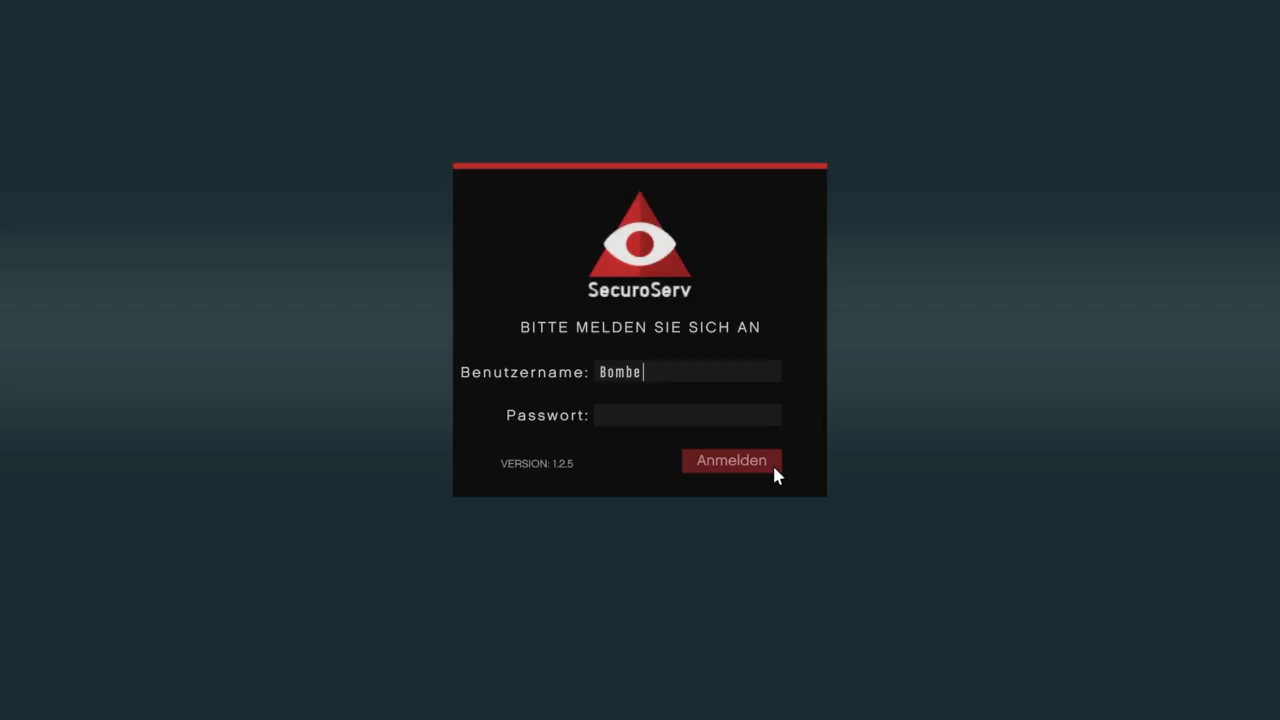 SecuroServ
BITTE MELDEN SIE SICH AN
Benutzername: Bombe
Passwort:
VERSION: 1.2.5 Anmelden